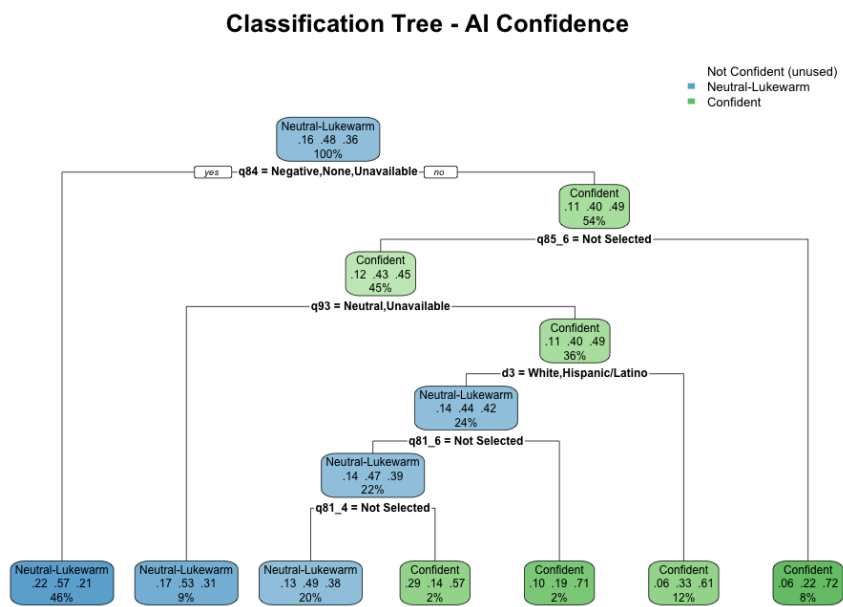 Classification Tree - AI Confidence
Not Confident (unused)
Neutral-Lukewarm
Confident
Neutral-Lukewarm
.16 .48 .36
100%
yes q84 = Negative,None,Unavailable no
Confident
.11 .40 .49
54%
q85_6 = Not Selected
Confident
.12 .43 .45
45%
q93 = Neutral,Unavailable
Confident
.11 .40 .49
36%
d3 = White,Hispanic/Latino
Neutral-Lukewarm
.14 .44 .42
24%
q81_6 = Not Selected
Neutral-Lukewarm
.14 .47 .39
22%
q81_4 = Not Selected
Neutral-Lukewarm
.22 .57 .21
46%
Neutral-Lukewarm
.17 .53 .31
9%
Neutral-Lukewarm
.13 .49 .38
20%
Confident
.29 .14 .57
2%
Confident
.10 .19 .71
2%
Confident
.06 .33 .61
12%
Confident
.06 .22 .72
8%